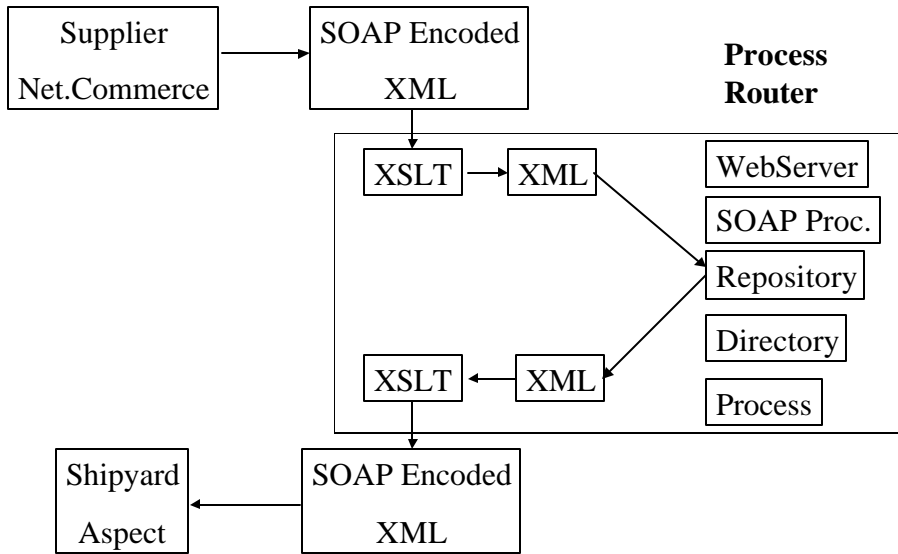 Supplier
Net.Commerce
SOAP Encoded
XML
Process
Router
XSLT
XML
WebServer
SOAP Proc.
Repository
Directory
XSLT
XML
Process
Shipyard
Aspect
SOAP Encoded
XML